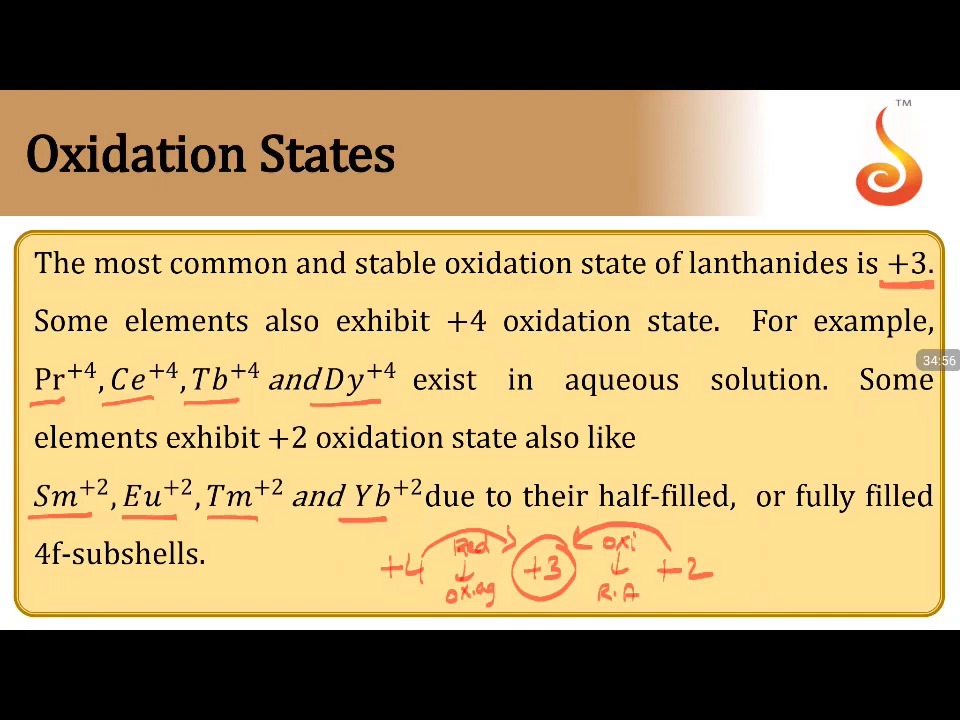 TM
Oxidation States
The most common and stable oxidation state of lanthanides is +3.
Some elements also exhibit +4 oxidation state. For example,
34:56
Pr⁺⁴, Ce⁺⁴, Tb⁺⁴ and Dy⁺⁴ exist in aqueous solution. Some
elements exhibit +2 oxidation state also like
Sm⁺², Eu⁺², Tm⁺² and Yb⁺² due to their half-filled, or fully filled
4f-subshells.
Red oxi
+4 +3 +2
ox.ag R.A